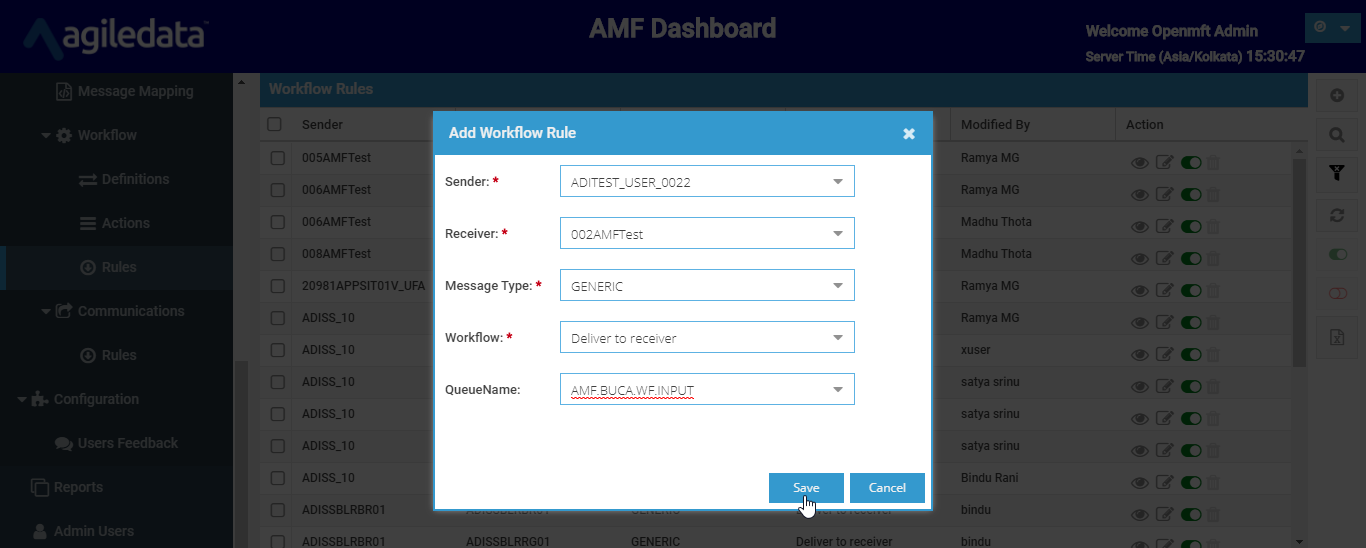 agiledata
AMF Dashboard
Welcome Openmft Admin
Server Time (Asia/Kolkata) 15:30:47
Message Mapping
Workflow
Definitions
Actions
Rules
Communications
Rules
Configuration
Users Feedback
Reports
Admin Users
Workflow Rules
Sender Modified By Action
005AMFTest Ramya MG
006AMFTest Ramya MG
006AMFTest Madhu Thota
008AMFTest Madhu Thota
20981APPSIT01V_UFA Ramya MG
ADISS_10 Ramya MG
ADISS_10 xuser
ADISS_10 satya srinu
ADISS_10 satya srinu
ADISS_10 satya srinu
ADISS_10 Bindu Rani
ADISSBLRBR01 bindu
ADISSBLRBR01 ADISSBLRRG01 GENERIC Deliver to receiver bindu
Add Workflow Rule
Sender: * ADITEST_USER_0022
Receiver: * 002AMFTest
Message Type: * GENERIC
Workflow: * Deliver to receiver
QueueName: AMF.BUCA.WF.INPUT
Save Cancel